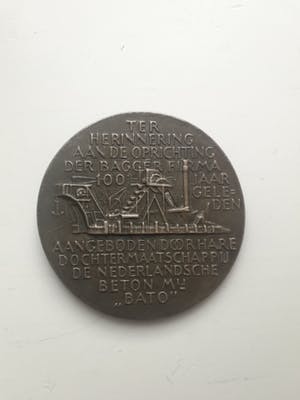 TER
HERINNERING
AAN DE OPRICHTING
DER BAGGER FIRMA
100 JAAR
GELE=
DEN
AANGEBODEN DOOR HARE
DOCHTERMAATSCHAPPIJ
DE NEDERLANDSCHE
BETON MIJ
„BATO"